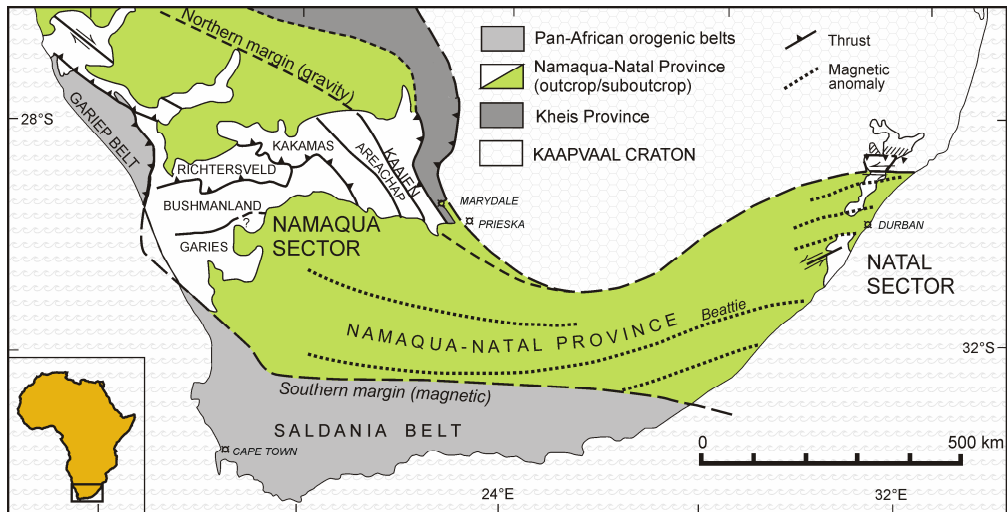 Northern margin (gravity)
Pan-African orogenic belts
Namaqua-Natal Province
(outcrop/suboutcrop)
Kheis Province
KAAPVAAL CRATON
Thrust
Magnetic
anomaly
28°S
GARIEP BELT
RICHTERSVELD
KAKAMAS
AREACHAP
KAAIEN
BUSHMANLAND
?
GARIES
NAMAQUA
SECTOR
MARYDALE
PRIESKA
DURBAN
NATAL
SECTOR
NAMAQUA-NATAL PROVINCE
Beattie
32°S
Southern margin (magnetic)
SALDANIA BELT
CAPE TOWN
0
500 km
24°E
32°E